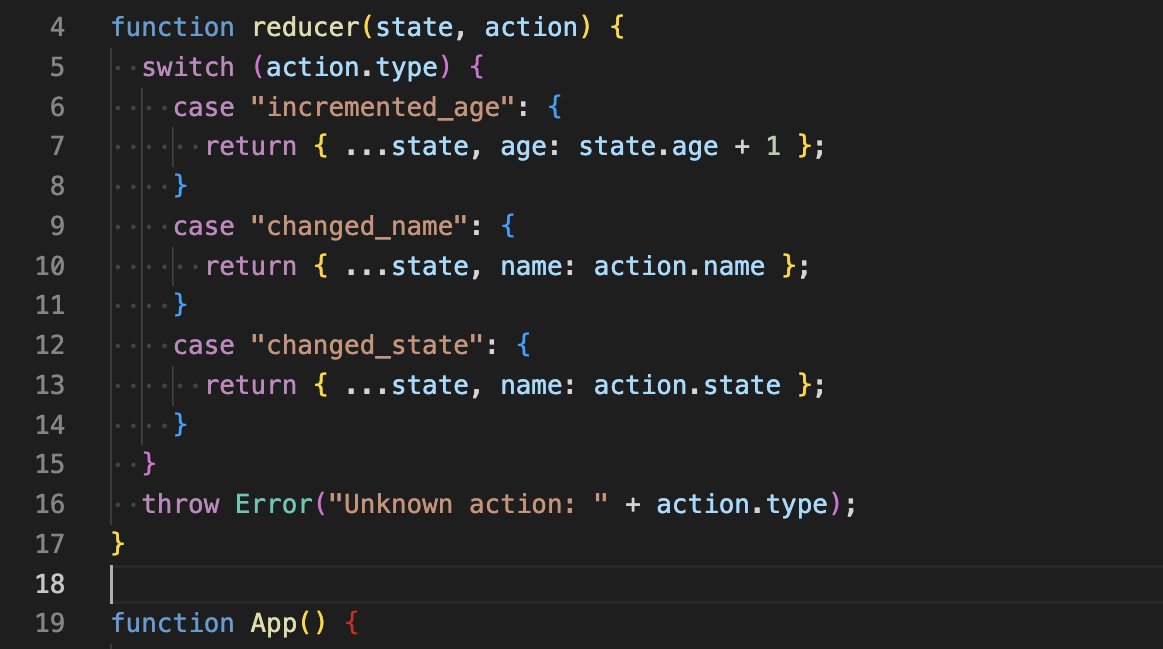 4 function reducer(state, action) {
5 switch (action.type) {
6 case "incremented_age": {
7 return { ...state, age: state.age + 1 };
8 }
9 case "changed_name": {
10 return { ...state, name: action.name };
11 }
12 case "changed_state": {
13 return { ...state, name: action.state };
14 }
15 }
16 throw Error("Unknown action: " + action.type);
17 }
18
19 function App() {